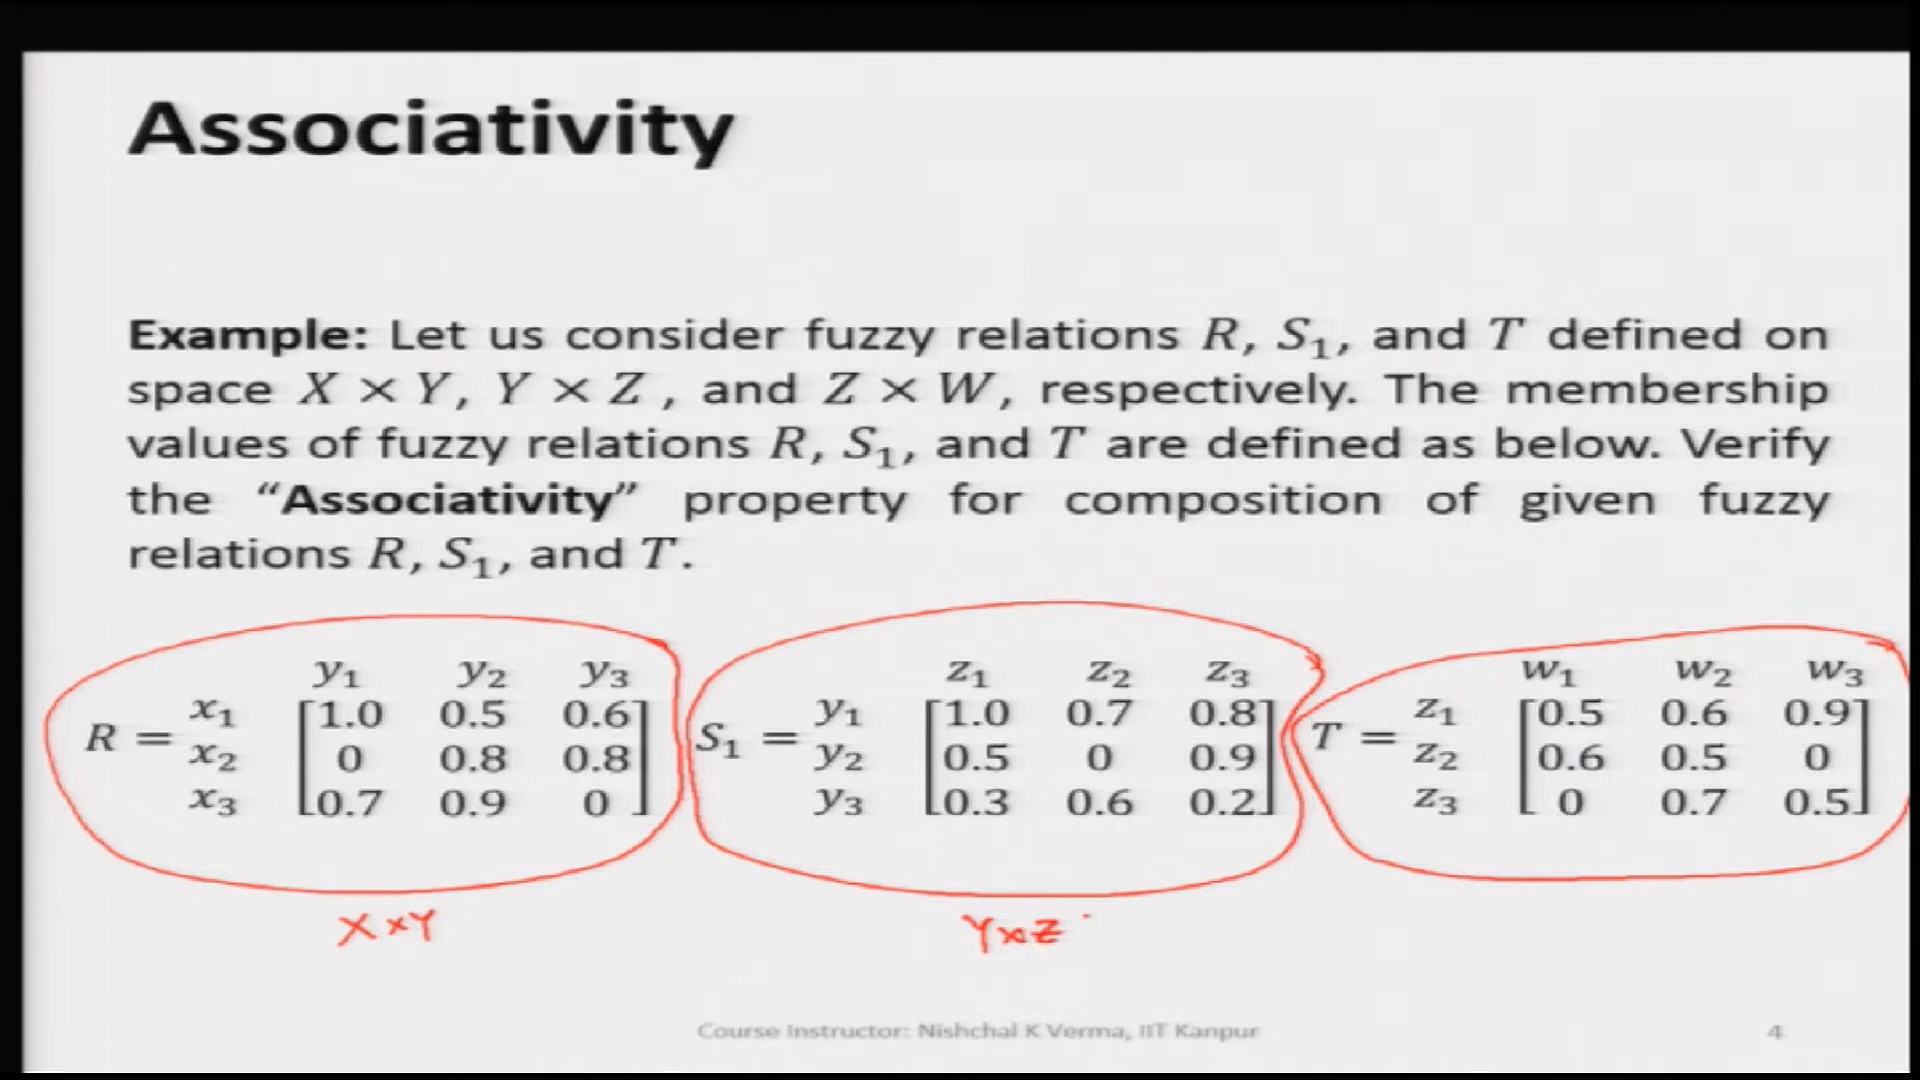 Associativity
Example: Let us consider fuzzy relations R, S₁, and T defined on
space X × Y, Y × Z , and Z × W, respectively. The membership
values of fuzzy relations R, S₁, and T are defined as below. Verify
the “Associativity” property for composition of given fuzzy
relations R, S₁, and T.
y₁ y₂ y₃ z₁ z₂ z₃ w₁ w₂ w₃
x₁ [1.0 0.5 0.6] y₁ [1.0 0.7 0.8] z₁ [0.5 0.6 0.9]
R = x₂ 0 0.8 0.8 S₁ = y₂ 0.5 0 0.9 T = z₂ 0.6 0.5 0
x₃ 0.7 0.9 0 y₃ 0.3 0.6 0.2 z₃ 0 0.7 0.5
X×Y Y×Z
Course Instructor: Nishchal K Verma, IIT Kanpur 4